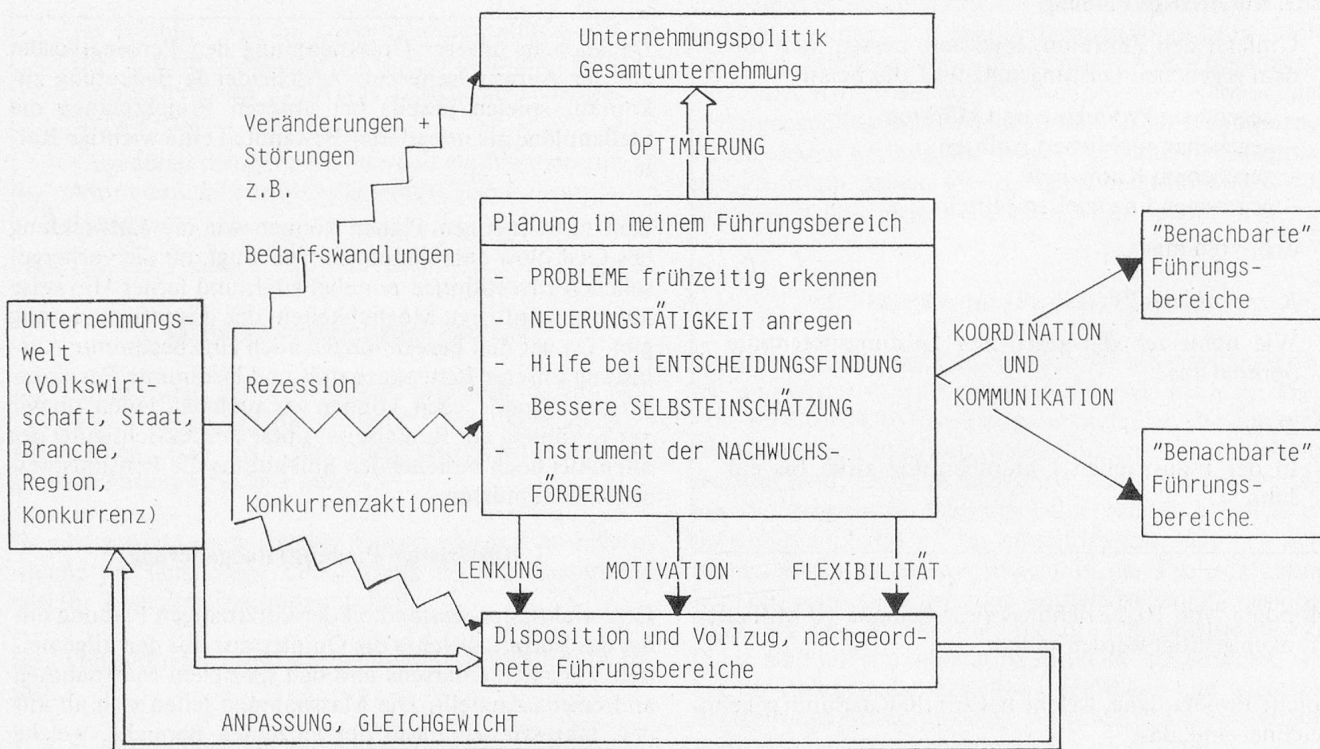 Unternehmungspolitik
Gesamtunternehmung
Veränderungen +
Störungen
z.B.
OPTIMIERUNG
Bedarfswandlungen
Planung in meinem Führungsbereich
- PROBLEME frühzeitig erkennen
- NEUERUNGSTÄTIGKEIT anregen
- Hilfe bei ENTSCHEIDUNGSFINDUNG
- Bessere SELBSTEINSCHÄTZUNG
- Instrument der NACHWUCHS-
FÖRDERUNG
"Benachbarte"
Führungs-
bereiche
KOORDINATION
UND
KOMMUNIKATION
"Benachbarte"
Führungs-
bereiche
Unternehmungs-
welt
(Volkswirt-
schaft, Staat,
Branche,
Region,
Konkurrenz)
Rezession
Konkurrenzaktionen
LENKUNG
MOTIVATION
FLEXIBILITÄT
Disposition und Vollzug, nachgeord-
nete Führungsbereiche
ANPASSUNG, GLEICHGEWICHT